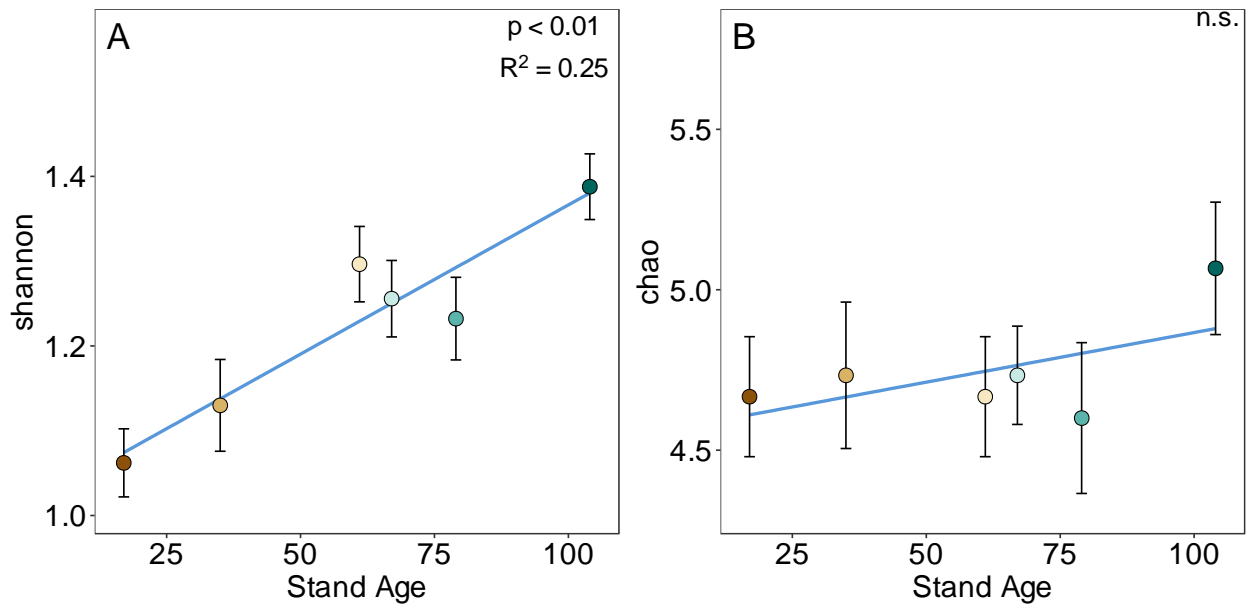 A
p < 0.01
R² = 0.25
shannon
1.4
1.2
1.0
25 50 75 100
Stand Age
B
n.s.
chao
5.5
5.0
4.5
25 50 75 100
Stand Age